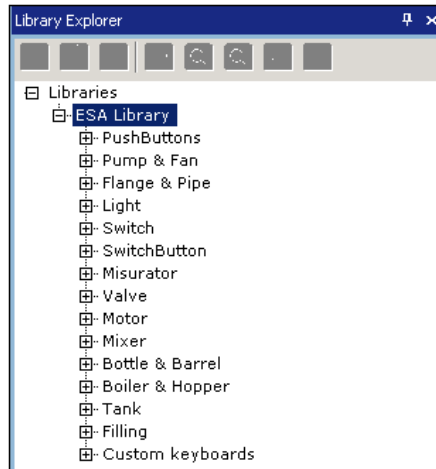 Library Explorer
Libraries
ESA Library
PushButtons
Pump & Fan
Flange & Pipe
Light
Switch
SwitchButton
Misurator
Valve
Motor
Mixer
Bottle & Barrel
Boiler & Hopper
Tank
Filling
Custom keyboards